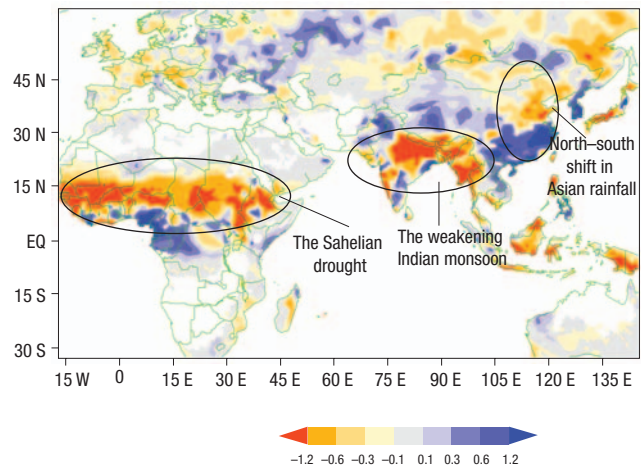 45 N
30 N
15 N
EQ
15 S
30 S
North–south
shift in
Asian rainfall
The Sahelian
drought
The weakening
Indian monsoon
15 W 0 15 E 30 E 45 E 60 E 75 E 90 E 105 E 120 E 135 E
–1.2 –0.6 –0.3 –0.1 0.1 0.3 0.6 1.2